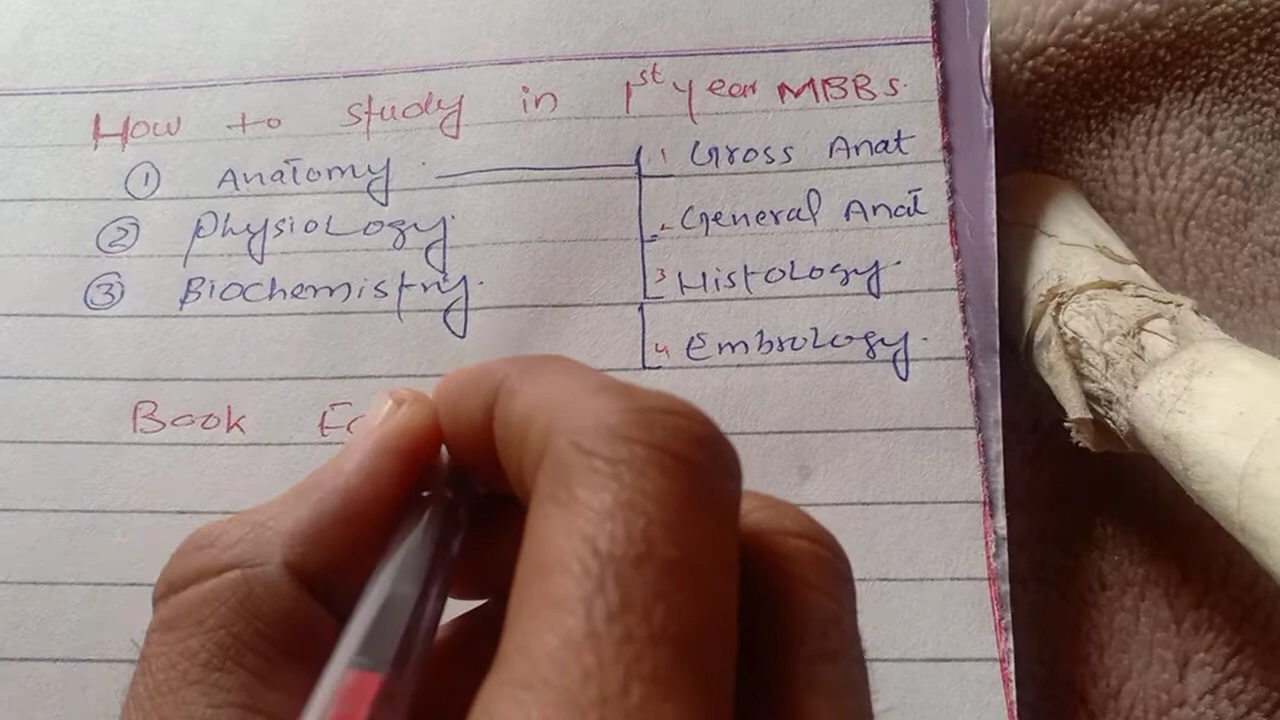 How to study in 1st year MBBS.
① Anatomy
② Physiology
③ Biochemistry.
1 Gross Anat
2. General Anat
3 Histology.
4 Embrology.
Book